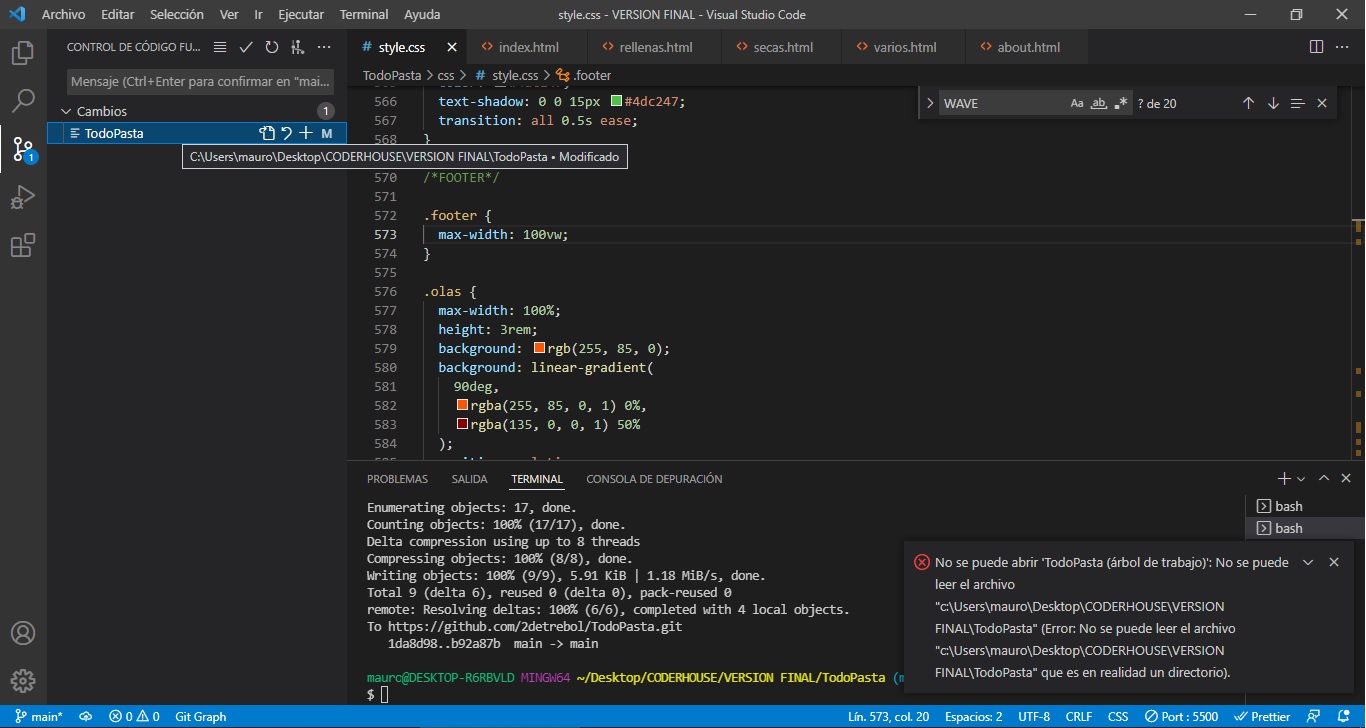 Archivo Editar Selección Ver Ir Ejecutar Terminal Ayuda style.css - VERSION FINAL - Visual Studio Code
CONTROL DE CÓDIGO FU...
Mensaje (Ctrl+Enter para confirmar en "mai...
Cambios 1
TodoPasta M
1
C:\Users\mauro\Desktop\CODERHOUSE\VERSION FINAL\TodoPasta • Modificado
# style.css <> index.html <> rellenas.html <> secas.html <> varios.html <> about.html
TodoPasta > css > # style.css > .footer
WAVE Aa ab ? de 20
566 text-shadow: 0 0 15px #4dc247;
567 transition: all 0.5s ease;
568 }
570 /*FOOTER*/
571
572 .footer {
573 max-width: 100vw;
574 }
575
576 .olas {
577 max-width: 100%;
578 height: 3rem;
579 background: rgb(255, 85, 0);
580 background: linear-gradient(
581 90deg,
582 rgba(255, 85, 0, 1) 0%,
583 rgba(135, 0, 0, 1) 50%
584 );
PROBLEMAS SALIDA TERMINAL CONSOLA DE DEPURACIÓN
Enumerating objects: 17, done.
Counting objects: 100% (17/17), done.
Delta compression using up to 8 threads
Compressing objects: 100% (8/8), done.
Writing objects: 100% (9/9), 5.91 KiB | 1.18 MiB/s, done.
Total 9 (delta 6), reused 0 (delta 0), pack-reused 0
remote: Resolving deltas: 100% (6/6), completed with 4 local objects.
To https://github.com/2detrebol/TodoPasta.git
1da8d98..b92a87b main -> main
mauro@DESKTOP-R6RBVLD MINGW64 ~/Desktop/CODERHOUSE/VERSION FINAL/TodoPasta (
$
bash
bash
No se puede abrir 'TodoPasta (árbol de trabajo)': No se puede
leer el archivo
"c:\Users\mauro\Desktop\CODERHOUSE\VERSION
FINAL\TodoPasta" (Error: No se puede leer el archivo
"c:\Users\mauro\Desktop\CODERHOUSE\VERSION
FINAL\TodoPasta" que es en realidad un directorio).
main* 0 0 Git Graph Lín. 573, col. 20 Espacios: 2 UTF-8 CRLF CSS Port : 5500 Prettier